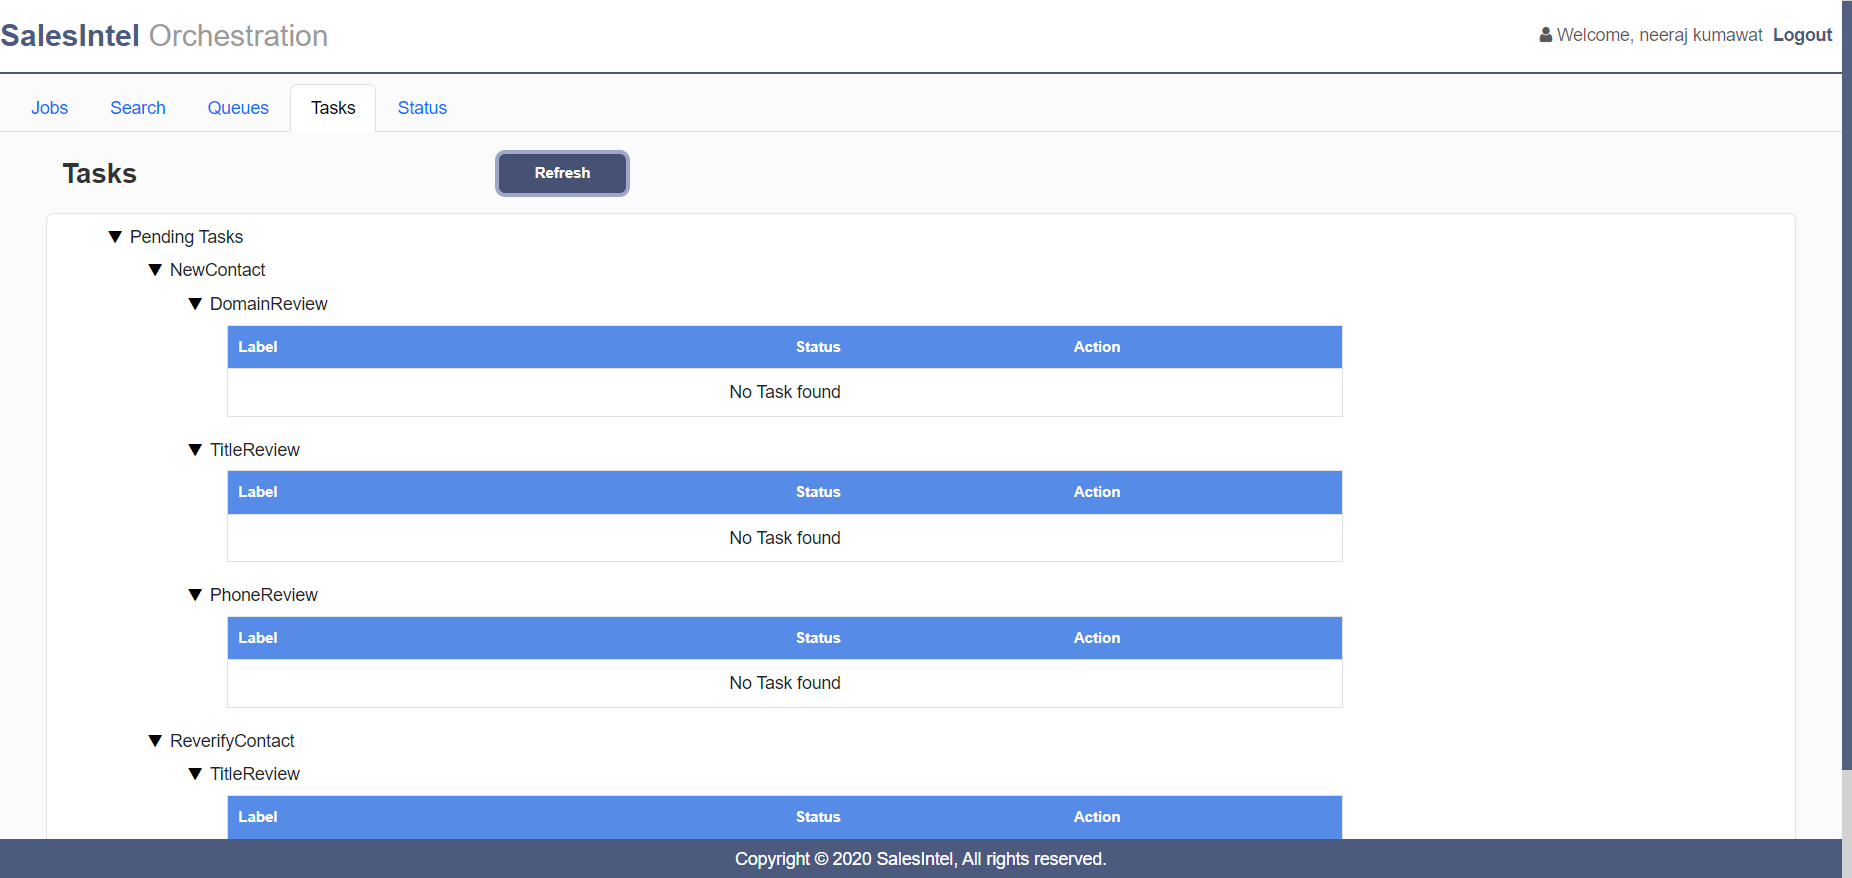 SalesIntel Orchestration
Welcome, neeraj kumawat Logout
Jobs Search Queues Tasks Status
Tasks Refresh
Pending Tasks
NewContact
DomainReview
Label Status Action
No Task found
TitleReview
Label Status Action
No Task found
PhoneReview
Label Status Action
No Task found
ReverifyContact
TitleReview
Label Status Action
Copyright © 2020 SalesIntel, All rights reserved.